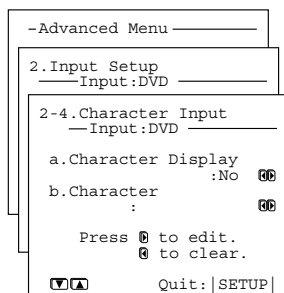 -Advanced Menu
2.Input Setup
Input:DVD
2-4.Character Input
Input:DVD
a.Character Display
:No
b.Character
:
Press to edit.
to clear.
Quit:|SETUP|